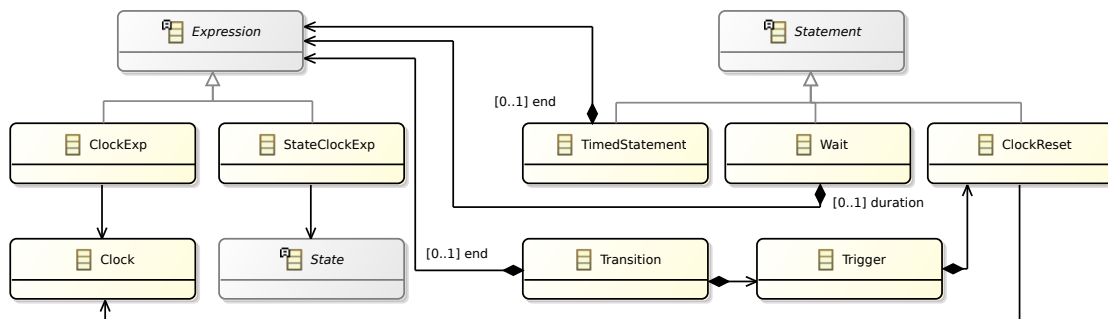 Expression
Statement
[0..1] end
ClockExp
StateClockExp
TimedStatement
Wait
ClockReset
[0..1] duration
[0..1] end
Clock
State
Transition
Trigger